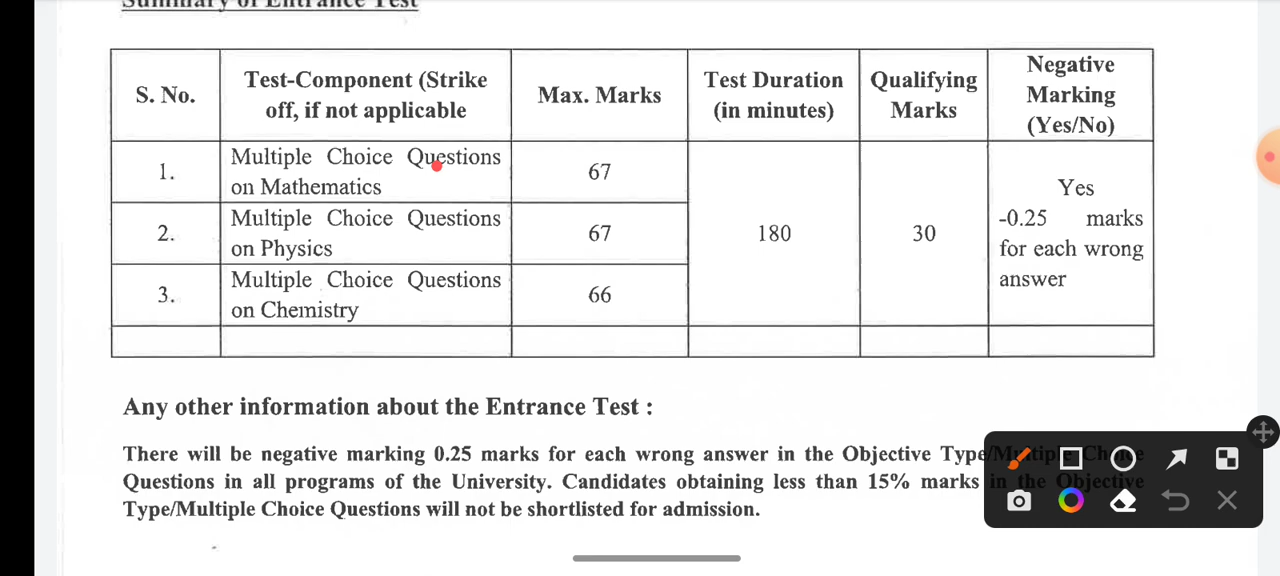 Summary of Entrance Test
S. No.
Test-Component (Strike
off, if not applicable
Max. Marks
Test Duration
(in minutes)
Qualifying
Marks
Negative
Marking
(Yes/No)
1.
Multiple Choice Questions
on Mathematics
67
2.
Multiple Choice Questions
on Physics
67
3.
Multiple Choice Questions
on Chemistry
66
180
30
Yes
-0.25 marks
for each wrong
answer
Any other information about the Entrance Test :
There will be negative marking 0.25 marks for each wrong answer in the Objective Type/Multiple Choice
Questions in all programs of the University. Candidates obtaining less than 15% marks in the Objective
Type/Multiple Choice Questions will not be shortlisted for admission.